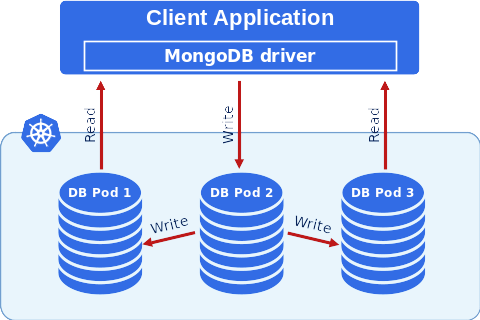 Client Application
MongoDB driver
Read
Write
Read
DB Pod 1
DB Pod 2
DB Pod 3
Write
Write